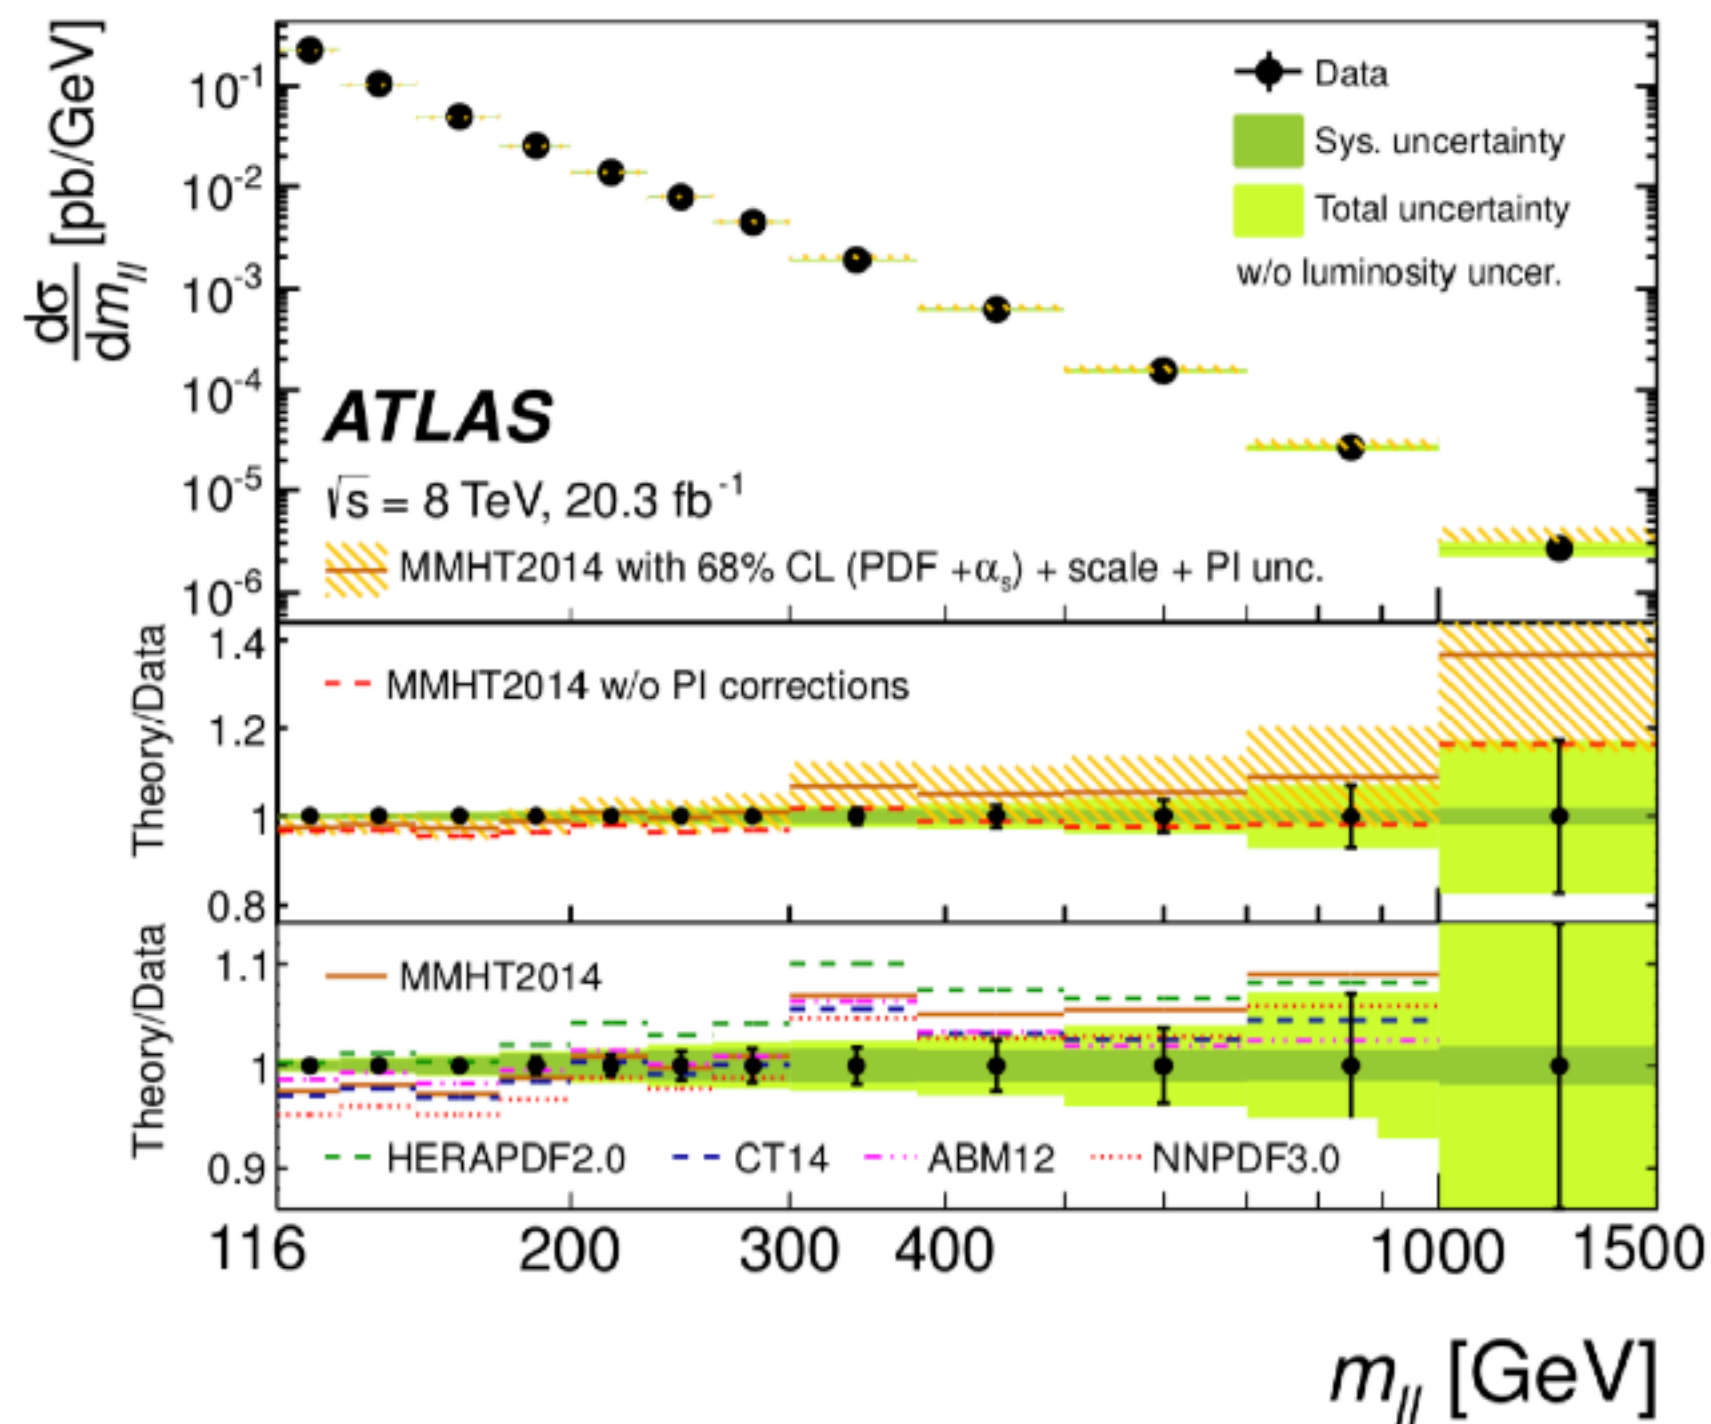 dσ/dm_ll [pb/GeV]
10^-1
10^-2
10^-3
10^-4
10^-5
10^-6
Data
Sys. uncertainty
Total uncertainty
w/o luminosity uncer.
ATLAS
√s = 8 TeV, 20.3 fb^-1
MMHT2014 with 68% CL (PDF +α_s) + scale + PI unc.
Theory/Data
1.4
1.2
1
0.8
MMHT2014 w/o PI corrections
Theory/Data
1.1
1
0.9
MMHT2014
HERAPDF2.0 CT14 ABM12 NNPDF3.0
116 200 300 400 1000 1500
m_ll [GeV]